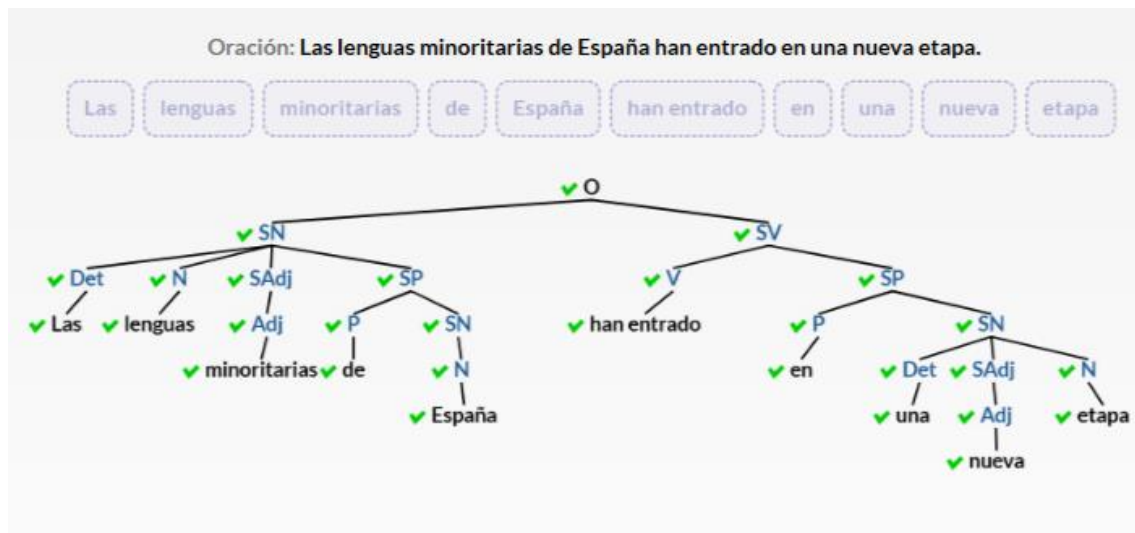 Oración: Las lenguas minoritarias de España han entrado en una nueva etapa.
Las lenguas minoritarias de España han entrado en una nueva etapa
O
SN SV
Det N SAdj SP V SP
Las lenguas Adj P SN han entrado P SN
minoritarias de N en Det SAdj N
España una Adj etapa
nueva